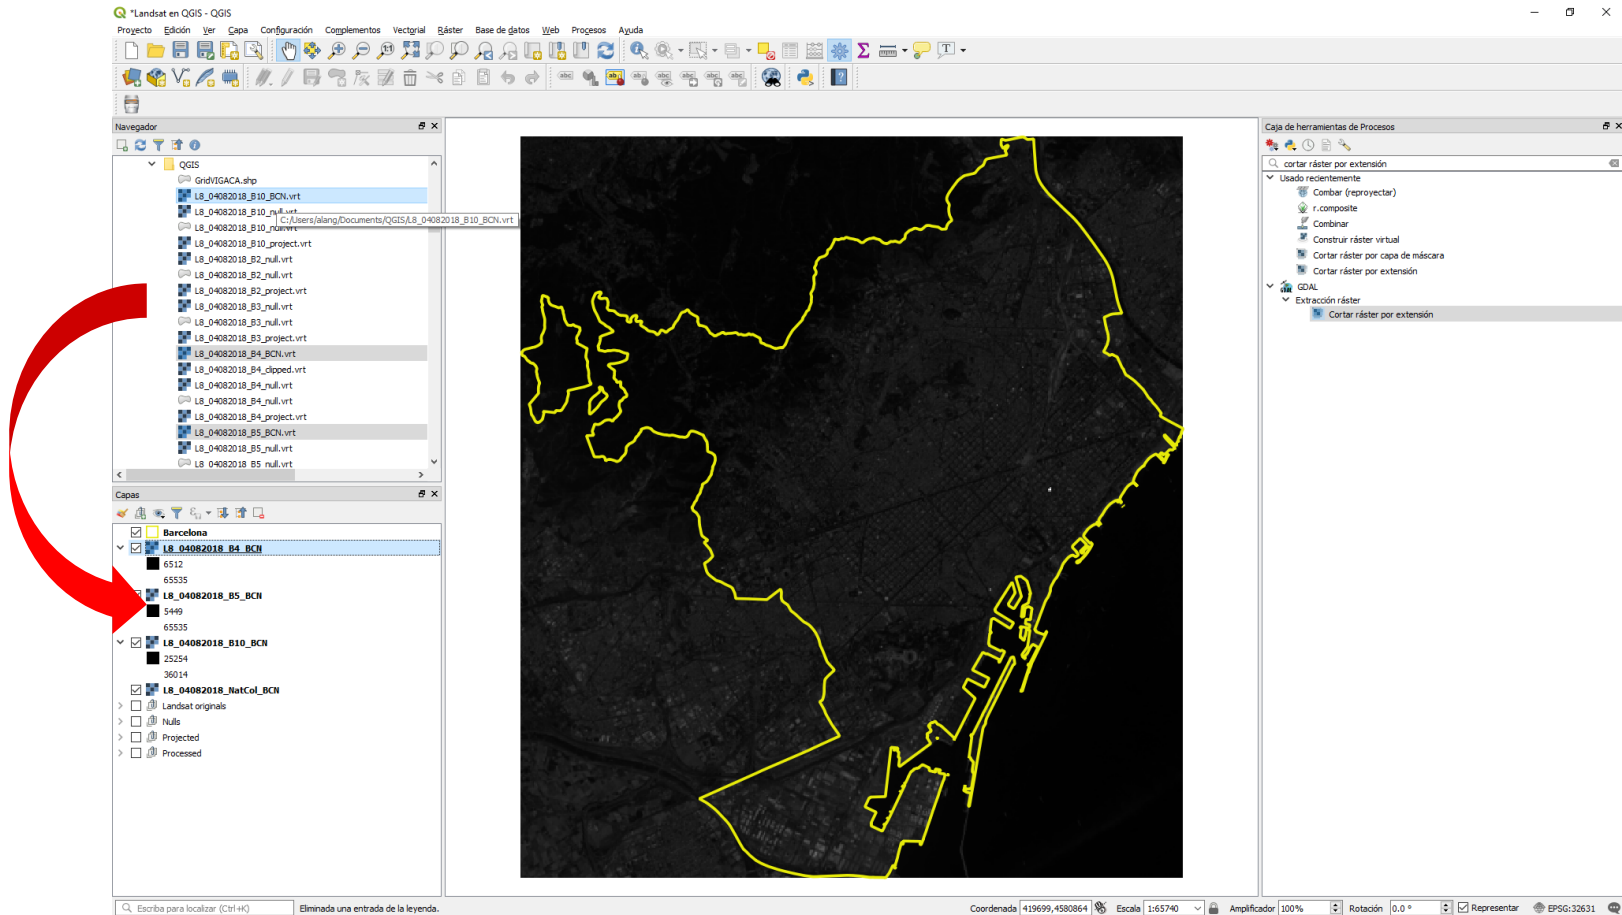 *Landsat en QGIS - QGIS
Proyecto Edición Ver Capa Configuración Complementos Vectorial Ráster Base de datos Web Procesos Ayuda
Navegador
QGIS
GridVIGACA.shp
L8_04082018_B10_BCN.vrt
L8_04082018_B10_null.vrt
C:/Users/alang/Documents/QGIS/L8_04082018_B10_BCN.vrt
L8_04082018_B10_null.vrt
L8_04082018_B10_project.vrt
L8_04082018_B2_null.vrt
L8_04082018_B2_null.vrt
L8_04082018_B2_project.vrt
L8_04082018_B3_null.vrt
L8_04082018_B3_null.vrt
L8_04082018_B3_project.vrt
L8_04082018_B4_BCN.vrt
L8_04082018_B4_clipped.vrt
L8_04082018_B4_null.vrt
L8_04082018_B4_null.vrt
L8_04082018_B4_project.vrt
L8_04082018_B5_BCN.vrt
L8_04082018_B5_null.vrt
L8_04082018_B5_null.vrt
Capas
Barcelona
L8_04082018_B4_BCN
6512
65535
L8_04082018_B5_BCN
5449
65535
L8_04082018_B10_BCN
25254
36014
L8_04082018_NatCol_BCN
Landsat originals
Nulls
Projected
Processed
Caja de herramientas de Procesos
cortar ráster por extensión
Usado recientemente
Combar (reproyectar)
r.composite
Combinar
Construir ráster virtual
Cortar ráster por capa de máscara
Cortar ráster por extensión
GDAL
Extracción ráster
Cortar ráster por extensión
Escriba para localizar (Ctrl+K) Eliminada una entrada de la leyenda. Coordenada 419699,4580864 Escala 1:65740 Amplificador 100% Rotación 0.0 ° Representar EPSG:32631